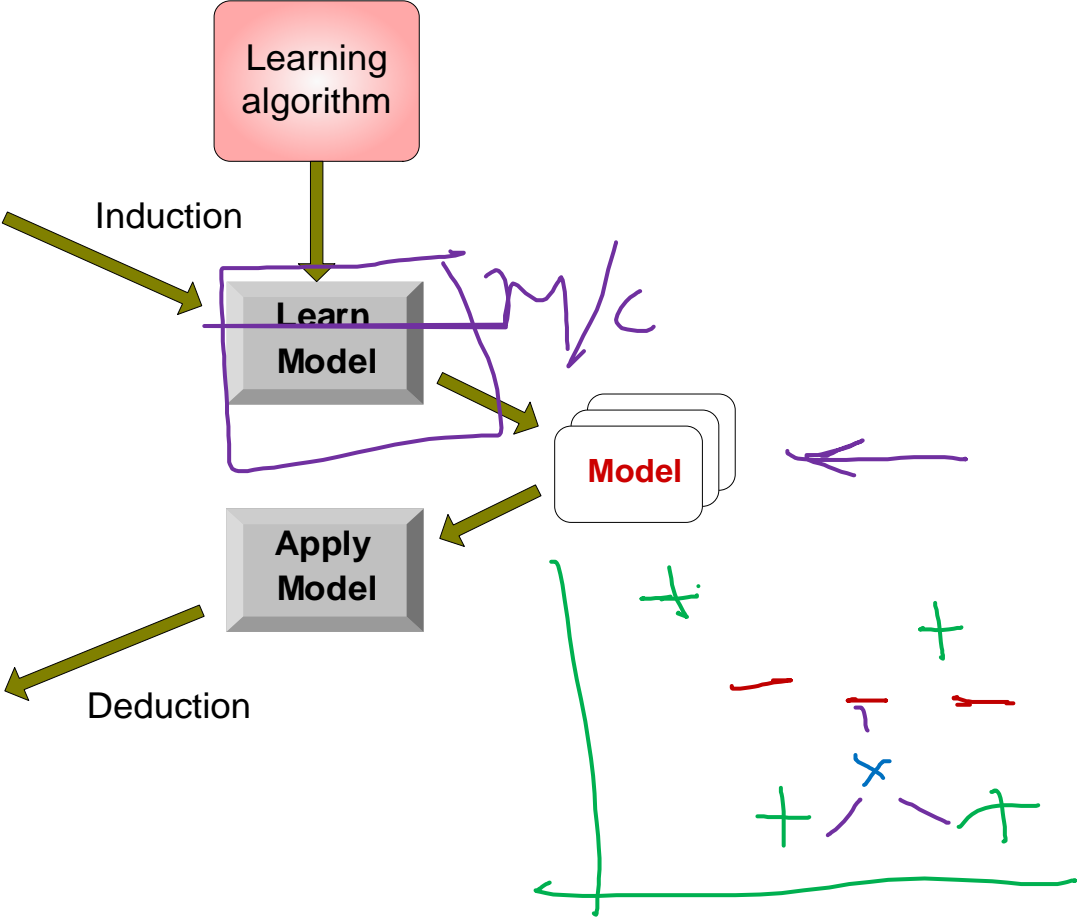 Learning
algorithm
Induction
Learn
Model
M/c
Model
Apply
Model
Deduction
+
+
- - -
x
+ +